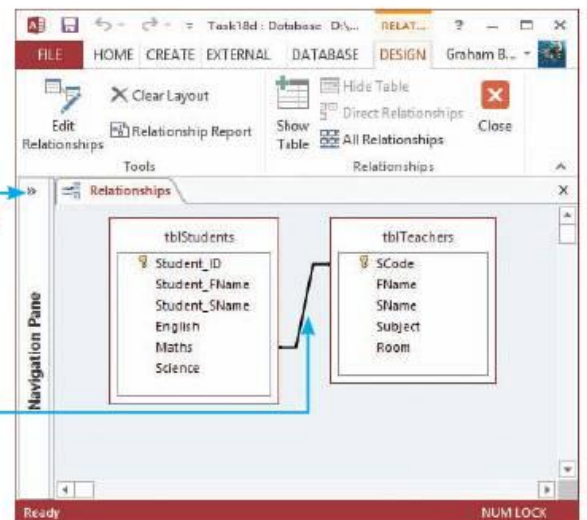 Task18d : Database D:\... RELAT... ?
FILE HOME CREATE EXTERNAL DATABASE DESIGN Graham B...
Edit Relationships
Clear Layout
Relationship Report
Tools
Show Table
Hide Table
Direct Relationships
All Relationships
Relationships
Close
» Relationships
Navigation Pane
tblStudents
Student_ID
Student_FName
Student_SName
English
Maths
Science
tblTeachers
SCode
FName
SName
Subject
Room
Ready NUM LOCK